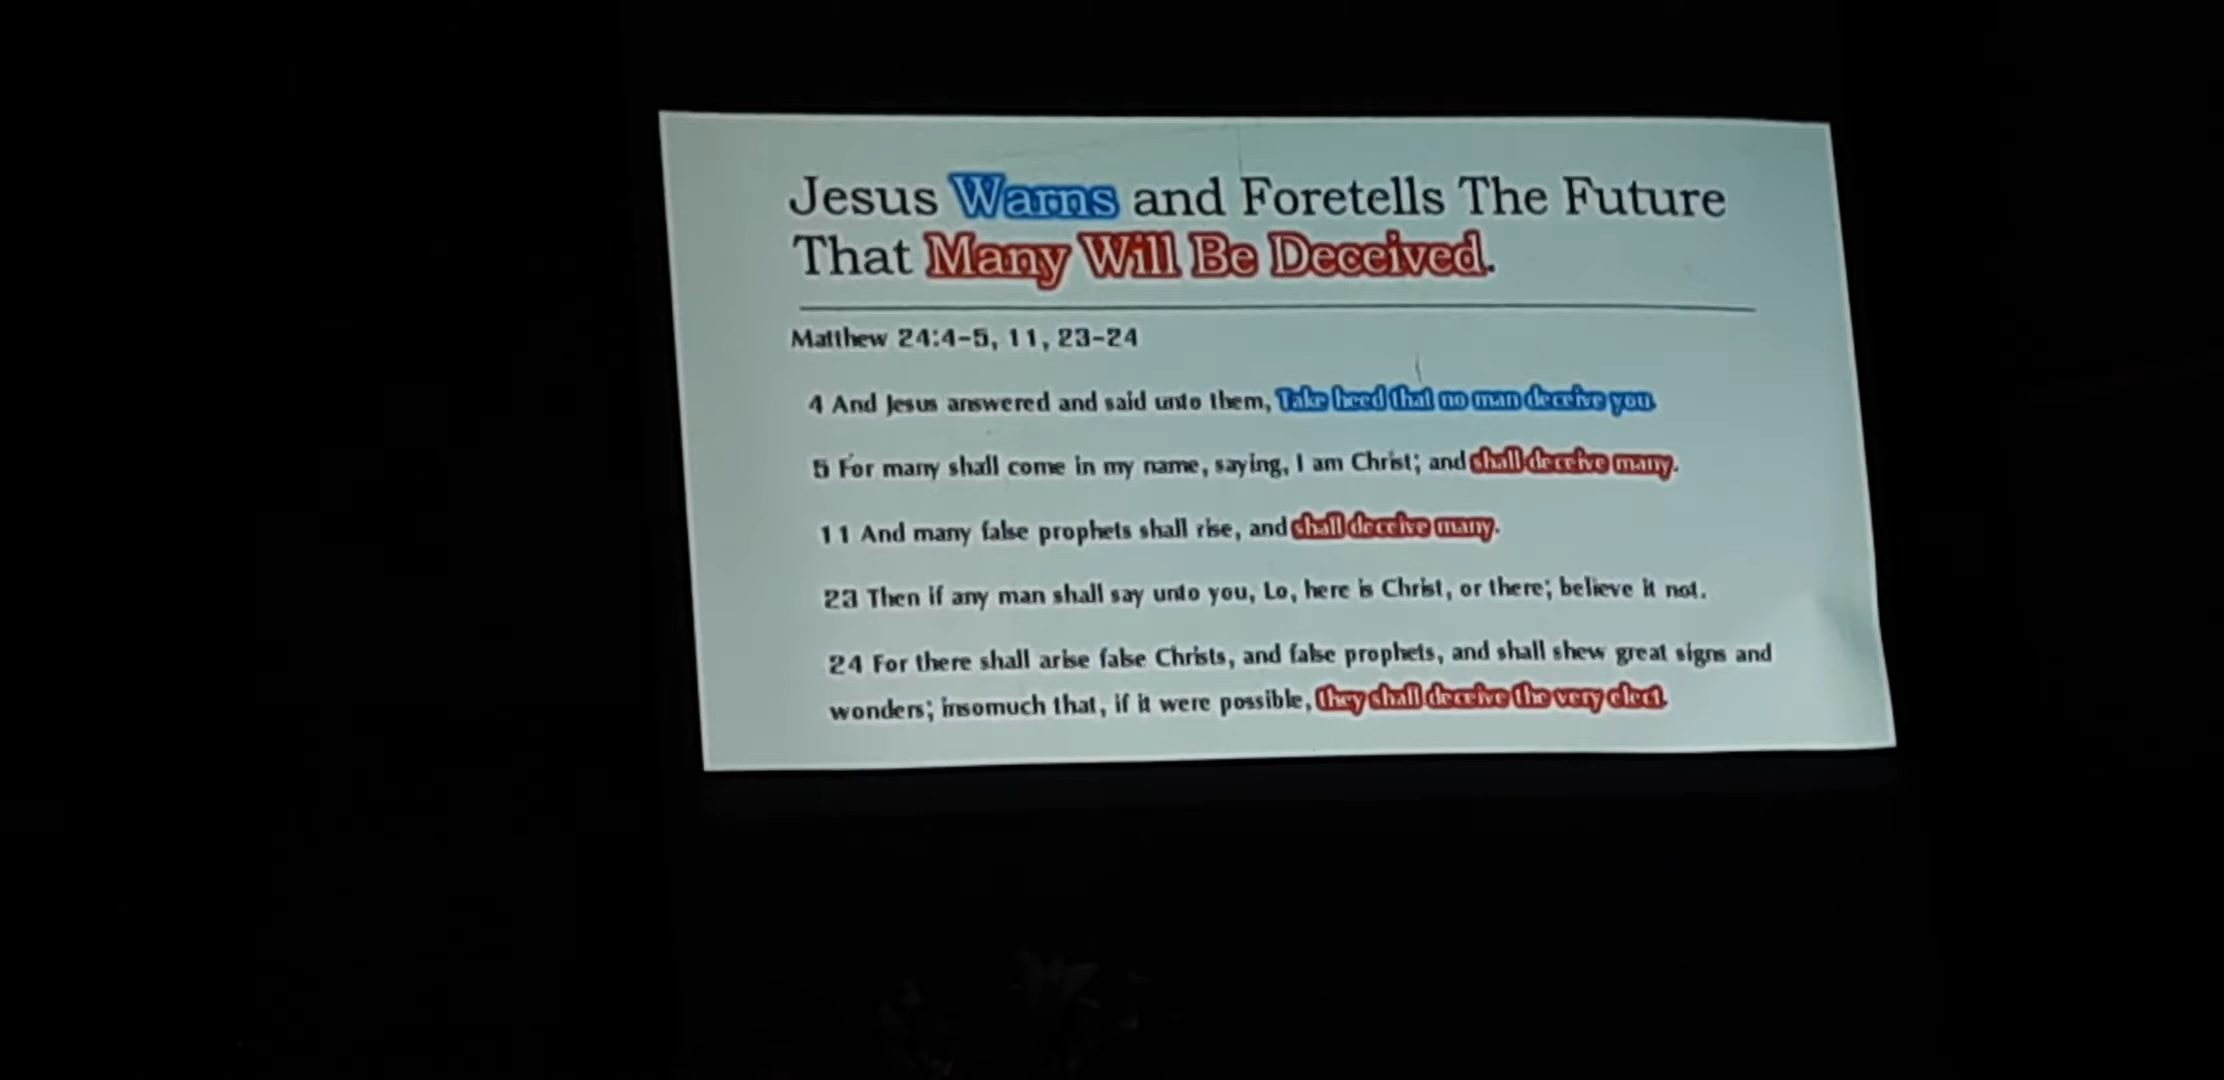 Jesus Warns and Foretells The Future
That Many Will Be Deceived.
Matthew 24:4-5, 11, 23-24
4 And Jesus answered and said unto them, Take heed that no man deceive you.
5 For many shall come in my name, saying, I am Christ; and shall deceive many.
11 And many false prophets shall rise, and shall deceive many.
23 Then if any man shall say unto you, Lo, here is Christ, or there; believe it not.
24 For there shall arise false Christs, and false prophets, and shall shew great signs and
wonders; insomuch that, if it were possible, they shall deceive the very elect.